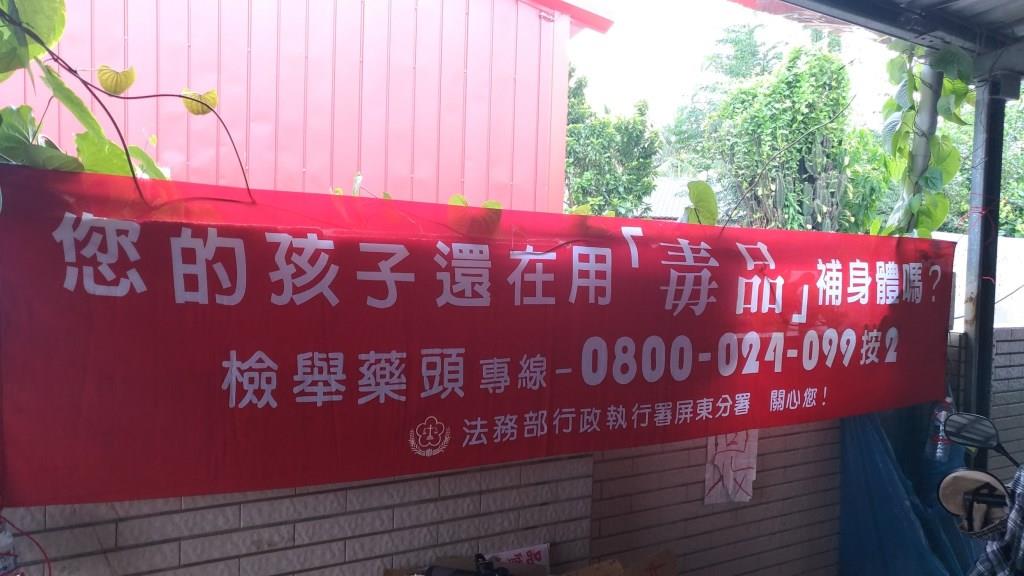 您的孩子還在用「毒品」補身體嗎?
檢舉藥頭專線-0800-024-099按2
法務部行政執行署屏東分署 關心您!